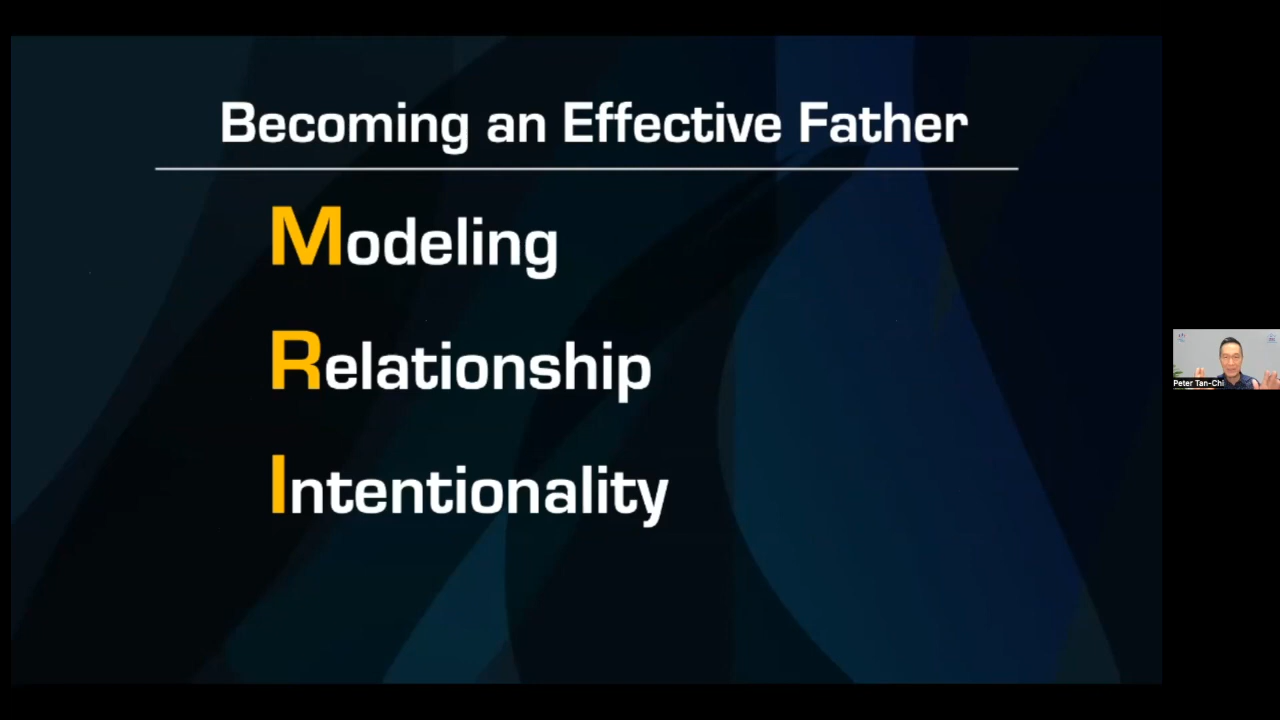 Becoming an Effective Father
Modeling
Relationship
Intentionality
Peter Tan-Chi